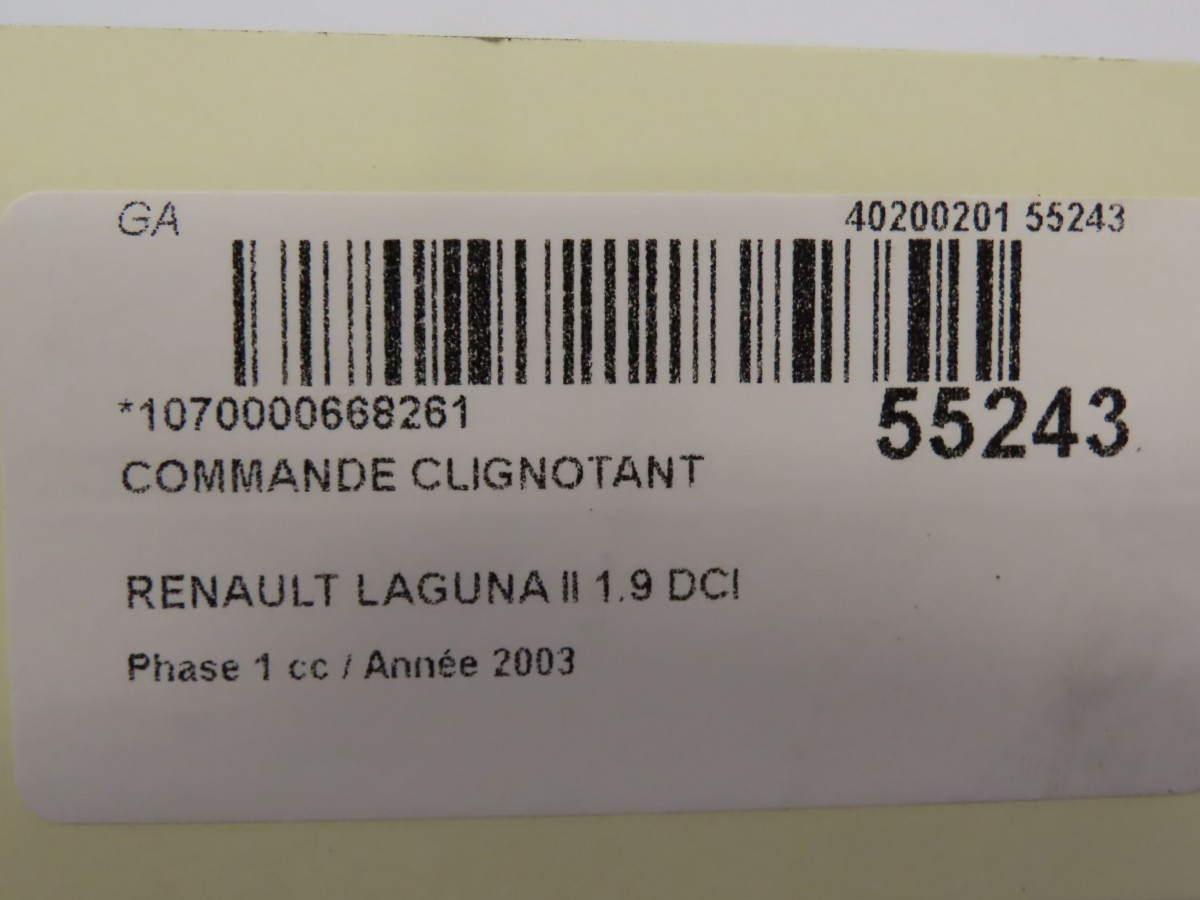 GA 40200201 55243
*1070000668261 55243
COMMANDE CLIGNOTANT
RENAULT LAGUNA II 1.9 DCI
Phase 1 cc / Année 2003